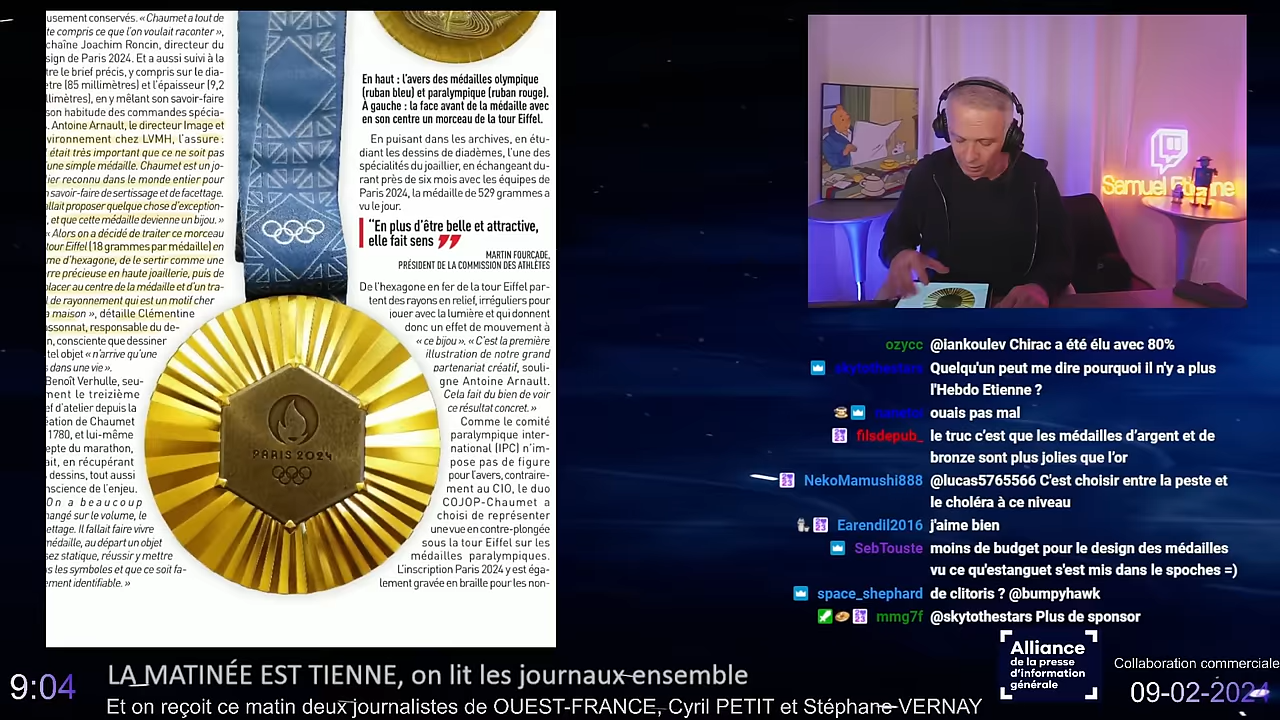 usement conservés. « Chaumet a tout de
te compris ce que l'on voulait raconter »,
chaîne Joachim Roncin, directeur du
sign de Paris 2024. Et a aussi suivi à la
tre le brief précis, y compris sur le dia-
etre (85 millimètres) et l'épaisseur (9,2
llimètres), en y mêlant son savoir-faire
son habitude des commandes spécia-
. Antoine Arnault, le directeur Image et
vironnement chez LVMH, l'assure :
l était très important que ce ne soit pas
une simple médaille. Chaumet est un jo-
lier reconnu dans le monde entier pour
savoir-faire de sertissage et de facettage.
allait proposer quelque chose d'exception-
, et que cette médaille devienne un bijou. »
« Alors on a décidé de traiter ce morceau
tour Eiffel (18 grammes par médaille) en
me d'hexagone, de le sertir comme une
rre précieuse en haute joaillerie, puis de
placer au centre de la médaille et d'un tra-
l de rayonnement qui est un motif cher
a maison », détaille Clémentine
assonnat, responsable du de-
n, consciente que dessiner
tel objet « n'arrive qu'une
s dans une vie ».
Benoît Verhulle, seu-
ment le treizième
ef d'atelier depuis la
éation de Chaumet
1780, et lui-même
epte du marathon,
ait, en récupérant
dessins, tout aussi
nscience de l'enjeu.
On a beaucoup
angé sur le volume, le
ettage. Il fallait faire vivre
médaille, au départ un objet
sez statique, réussir y mettre
s les symboles et que ce soit fa-
ement identifiable. »
PARIS 2024
En haut : l'avers des médailles olympique
(ruban bleu) et paralympique (ruban rouge).
À gauche : la face avant de la médaille avec
en son centre un morceau de la tour Eiffel.
En puisant dans les archives, en étu-
diant les dessins de diadèmes, l'une des
spécialités du joaillier, en échangeant du-
rant près de six mois avec les équipes de
Paris 2024, la médaille de 529 grammes a
vu le jour.
“En plus d'être belle et attractive,
elle fait sens ”
MARTIN FOURCADE,
PRÉSIDENT DE LA COMMISSION DES ATHLÈTES
De l'hexagone en fer de la tour Eiffel par-
tent des rayons en relief, irréguliers pour
jouer avec la lumière et qui donnent
donc un effet de mouvement à
« ce bijou ». « C'est la première
illustration de notre grand
partenariat créatif, souli-
gne Antoine Arnault.
Cela fait du bien de voir
ce résultat concret. »
Comme le comité
paralympique inter-
national (IPC) n'im-
pose pas de figure
pour l'avers, contraire-
ment au CIO, le duo
COJOP-Chaumet a
choisi de représenter
une vue en contre-plongée
sous la tour Eiffel sur les
médailles paralympiques.
L'inscription Paris 2024 y est éga-
lement gravée en braille pour les non-
Samuel Etienne
ozycc @iankoulev Chirac a été élu avec 80%
skytothestars Quelqu'un peut me dire pourquoi il n'y a plus
l'Hebdo Etienne ?
ouais pas mal
filsdepub_ le truc c'est que les médailles d'argent et de
bronze sont plus jolies que l'or
NekoMamushi888 @lucas5765566 C'est choisir entre la peste et
le choléra à ce niveau
Earendil2016 j'aime bien
SebTouste moins de budget pour le design des médailles
vu ce qu'estanguet s'est mis dans le spoches =)
space_shephard de clitoris ? @bumpyhawk
mmg7f @skytothestars Plus de sponsor
Alliance
de la presse
d'information
générale
Collaboration commerciale
09-02-2024
9:04
LA MATINÉE EST TIENNE, on lit les journaux ensemble
Et on reçoit ce matin deux journalistes de OUEST-FRANCE, Cyril PETIT et Stéphane VERNAY